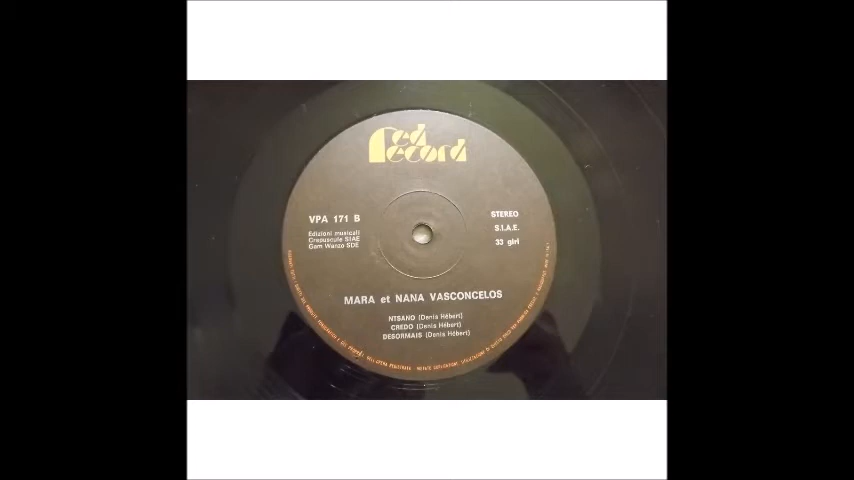 Red
Record
VPA 171 B
Edizioni musicali
Crepuscule SIAE
Gam Wanzo SDE
STEREO
S.I.A.E.
33 giri
MARA et NANA VASCONCELOS
NTSANO (Denis Hébert)
CREDO (Denis Hébert)
DESORMAIS (Denis Hébert)